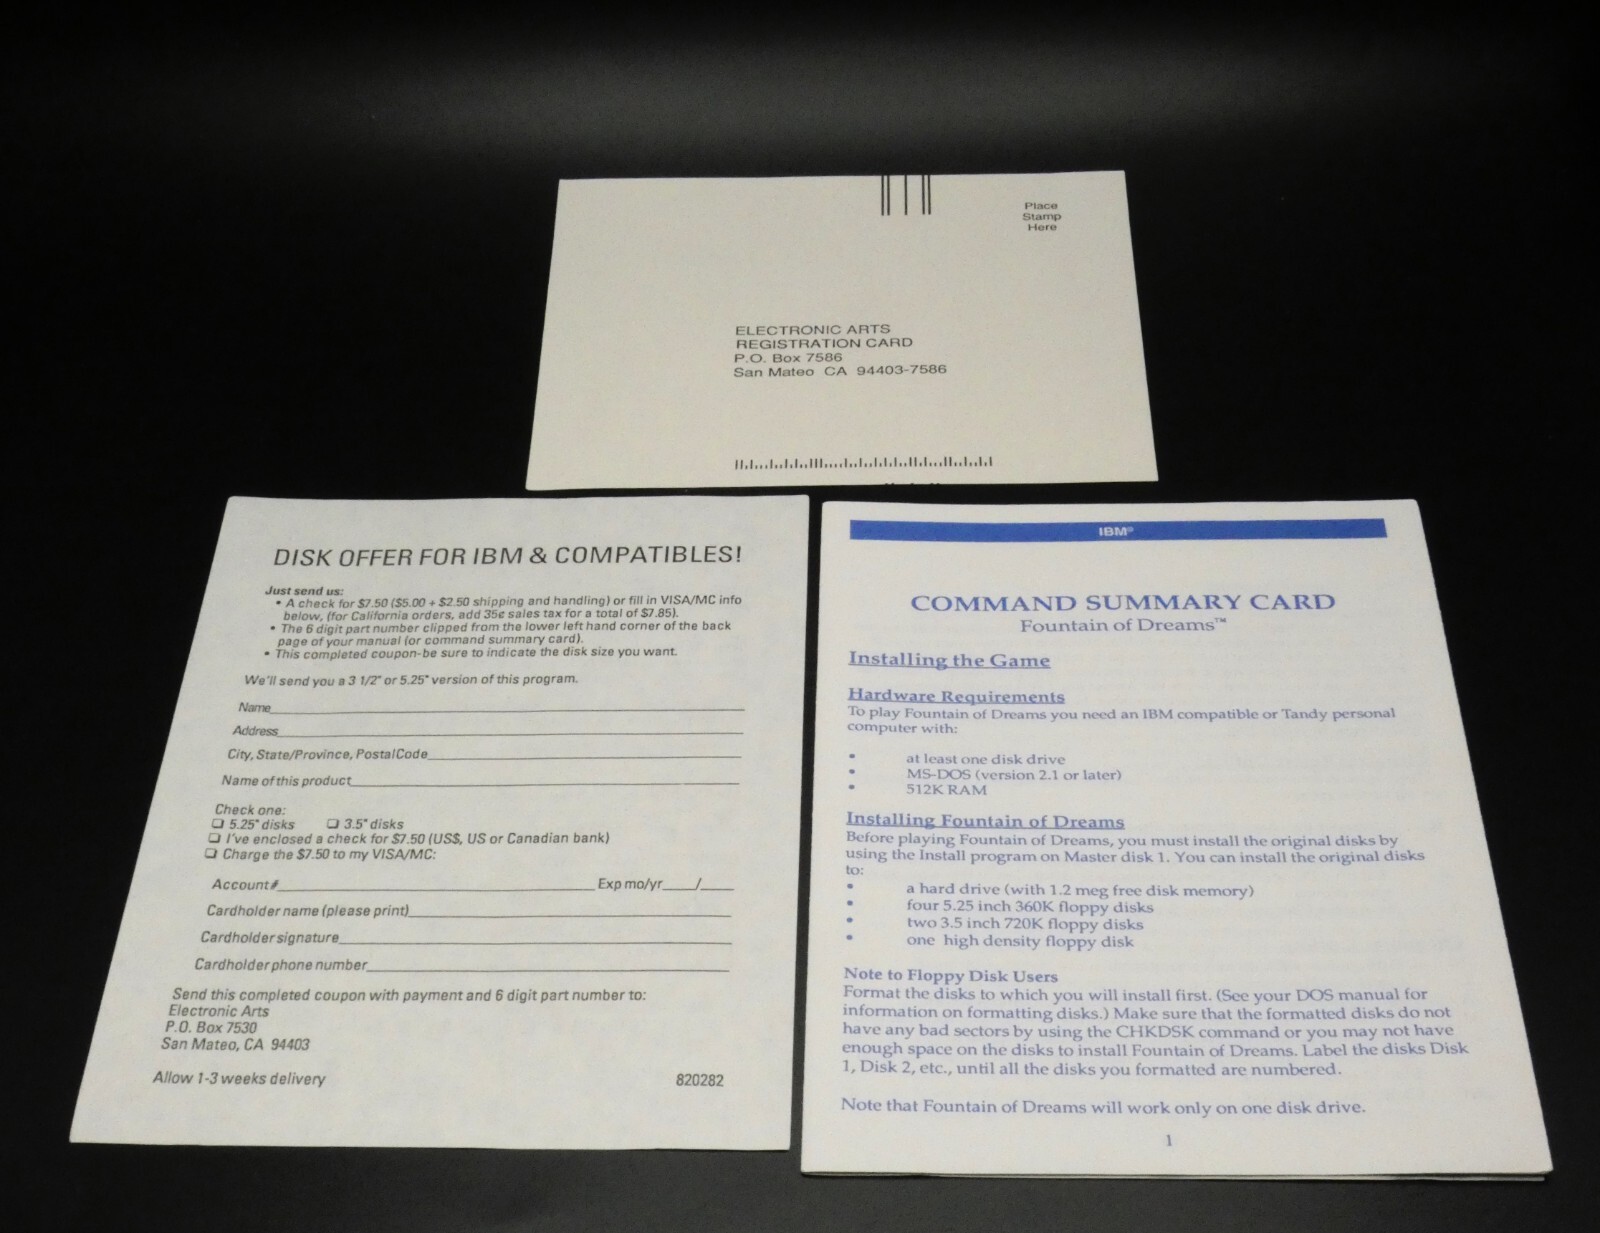 Place
Stamp
Here
ELECTRONIC ARTS
REGISTRATION CARD
P.O. Box 7586
San Mateo CA 94403-7586
DISK OFFER FOR IBM & COMPATIBLES!
Just send us:
• A check for $7.50 ($5.00 + $2.50 shipping and handling) or fill in VISA/MC info
below, (for California orders, add 35¢ sales tax for a total of $7.85).
• The 6 digit part number clipped from the lower left hand corner of the back
page of your manual (or command summary card).
• This completed coupon-be sure to indicate the disk size you want.
We'll send you a 3 1/2" or 5.25" version of this program.
Name
Address
City, State/Province, Postal Code
Name of this product
Check one:
❏ 5.25" disks ❏ 3.5" disks
❏ I've enclosed a check for $7.50 (US$, US or Canadian bank)
❏ Charge the $7.50 to my VISA/MC:
Account# Exp mo/yr /
Cardholder name (please print)
Cardholder signature
Cardholder phone number
Send this completed coupon with payment and 6 digit part number to:
Electronic Arts
P.O. Box 7530
San Mateo, CA 94403
Allow 1-3 weeks delivery 820282
IBM®
COMMAND SUMMARY CARD
Fountain of Dreams™
Installing the Game
Hardware Requirements
To play Fountain of Dreams you need an IBM compatible or Tandy personal
computer with:
• at least one disk drive
• MS-DOS (version 2.1 or later)
• 512K RAM
Installing Fountain of Dreams
Before playing Fountain of Dreams, you must install the original disks by
using the Install program on Master disk 1. You can install the original disks
to:
• a hard drive (with 1.2 meg free disk memory)
• four 5.25 inch 360K floppy disks
• two 3.5 inch 720K floppy disks
• one high density floppy disk
Note to Floppy Disk Users
Format the disks to which you will install first. (See your DOS manual for
information on formatting disks.) Make sure that the formatted disks do not
have any bad sectors by using the CHKDSK command or you may not have
enough space on the disks to install Fountain of Dreams. Label the disks Disk
1, Disk 2, etc., until all the disks you formatted are numbered.
Note that Fountain of Dreams will work only on one disk drive.
1